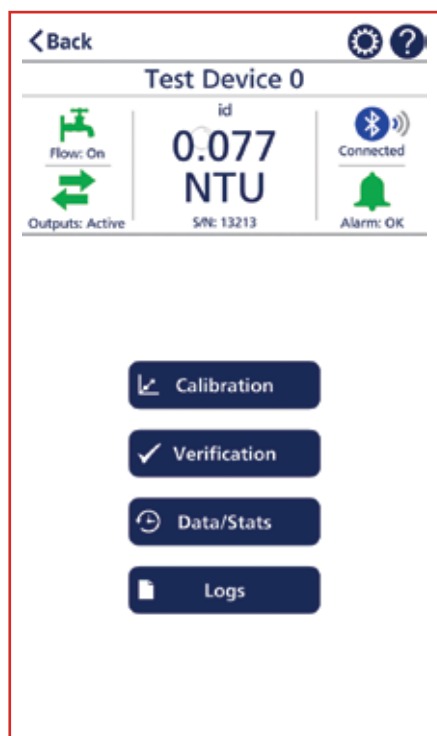 Back
?
Test Device 0
id
0.077
NTU
S/N: 13213
Flow: On
Outputs: Active
Connected
Alarm: OK
Calibration
Verification
Data/Stats
Logs